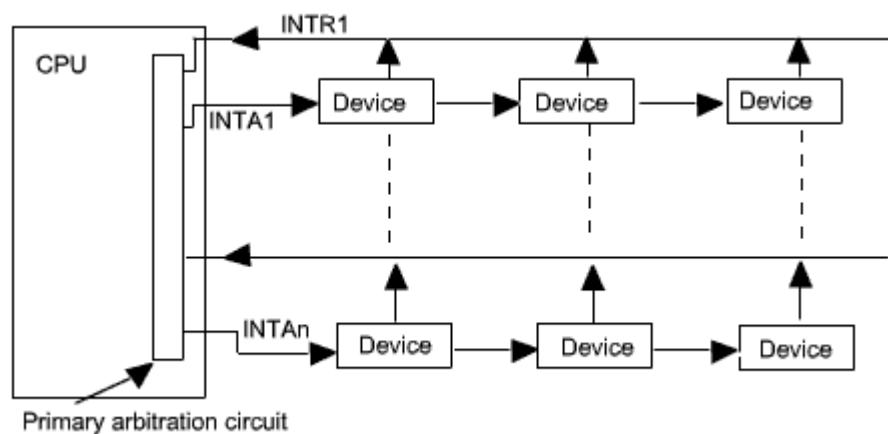 INTR1
CPU
Device Device Device
INTA1
INTAn
Device Device Device
Primary arbitration circuit